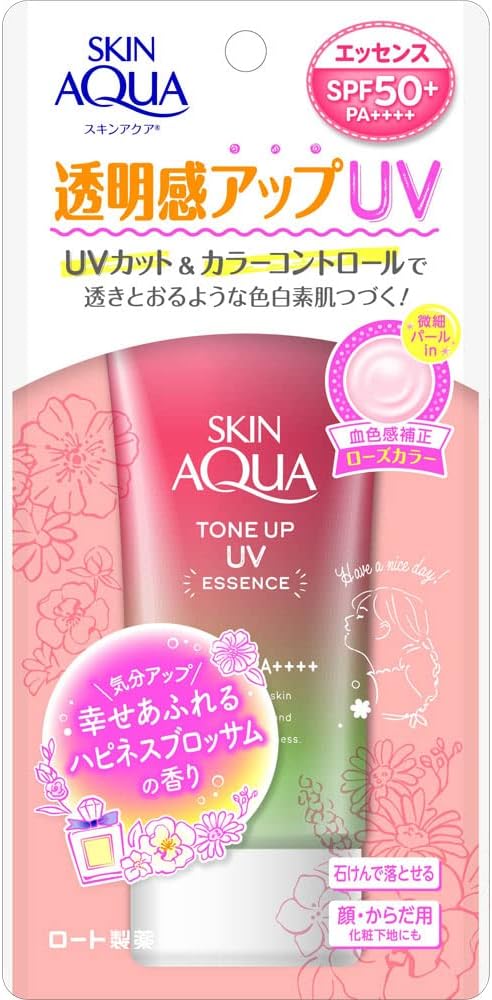 SKIN
AQUA
スキンアクア®
エッセンス
SPF50+
PA++++
透明感アップUV
UVカット&カラーコントロールで
透きとおるような色白素肌つづく!
微細
パール
in
血色感補正
ローズカラー
SKIN
AQUA
TONE UP
UV
ESSENCE
Have a nice day!
A++++
skin
nd
ess.
気分アップ
幸せあふれる
ハピネスブロッサム
の香り
石けんで落とせる
顔・からだ用
化粧下地にも
ロート製薬